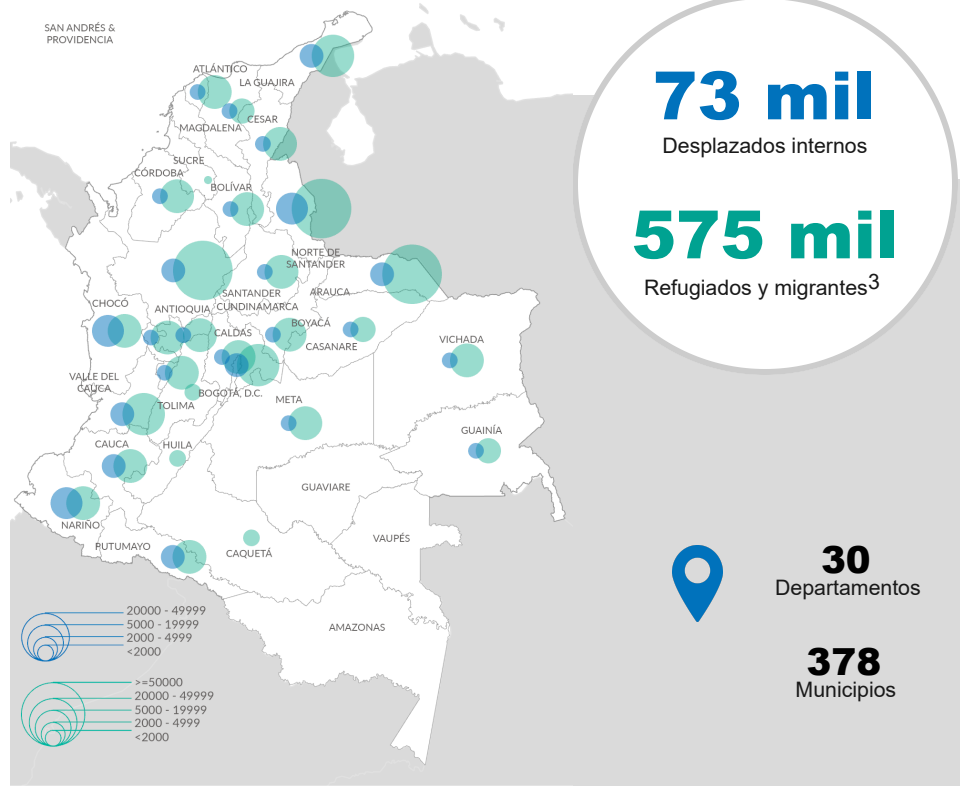 SAN ANDRÉS &
PROVIDENCIA
ATLÁNTICO
LA GUAJIRA
MAGDALENA
CESAR
SUCRE
CÓRDOBA
BOLÍVAR
NORTE DE
SANTANDER
SANTANDER
ARAUCA
CHOCÓ
ANTIOQUIA
CUNDINAMARCA
BOYACÁ
CALDAS
CASANARE
VICHADA
VALLE DEL
CAUCA
BOGOTÁ, D.C.
TOLIMA
META
CAUCA
HUILA
GUAINÍA
GUAVIARE
NARIÑO
PUTUMAYO
CAQUETÁ
VAUPÉS
AMAZONAS
20000 - 49999
5000 - 19999
2000 - 4999
<2000
>=50000
20000 - 49999
5000 - 19999
2000 - 4999
<2000
73 mil
Desplazados internos
575 mil
Refugiados y migrantes3
30
Departamentos
378
Municipios